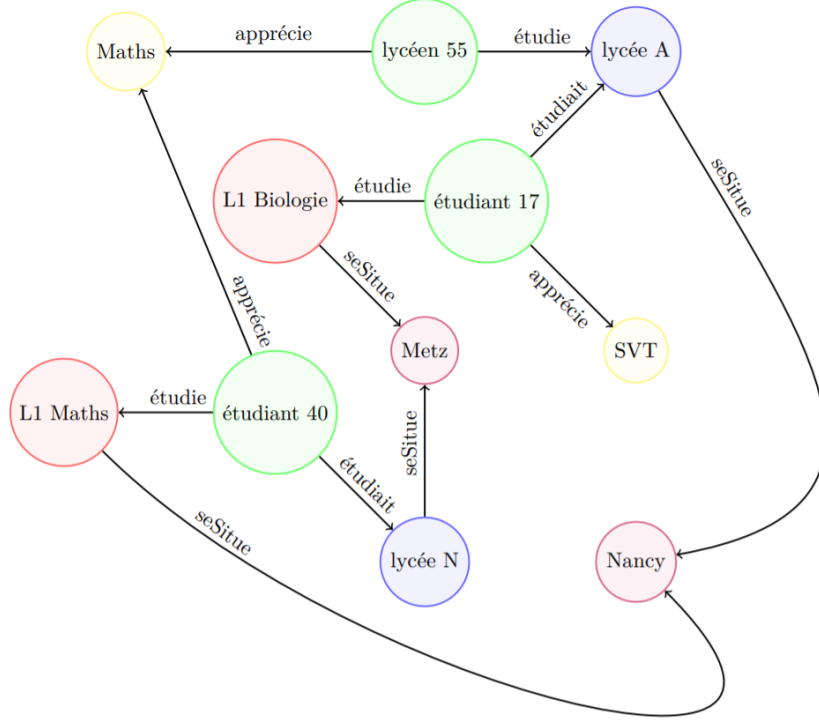 apprécie
étudie
Maths
lycéen 55
lycée A
étudiait
seSitue
étudie
L1 Biologie
étudiant 17
seSitue
apprécie
apprécie
Metz
SVT
étudie
L1 Maths
étudiant 40
seSitue
étudiait
seSitue
lycée N
Nancy